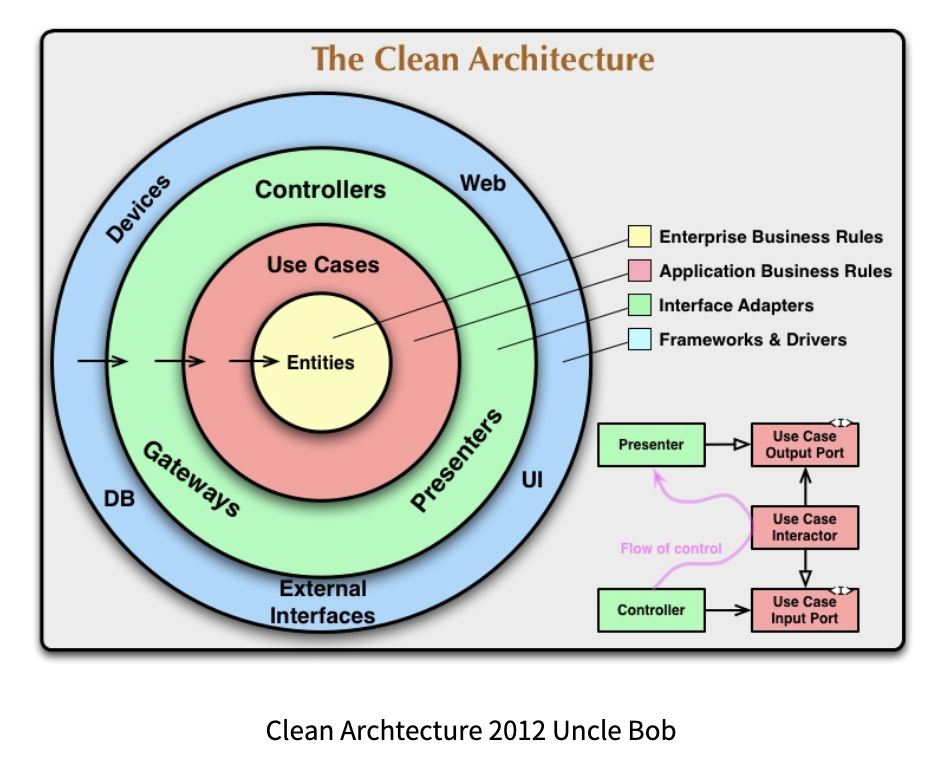 The Clean Architecture
Devices
Web
Controllers
Use Cases
Entities
Gateways
Presenters
DB
UI
External
Interfaces
Enterprise Business Rules
Application Business Rules
Interface Adapters
Frameworks & Drivers
Presenter
<I>
Use Case
Output Port
Use Case
Interactor
Flow of control
Controller
<I>
Use Case
Input Port
Clean Archtecture 2012 Uncle Bob